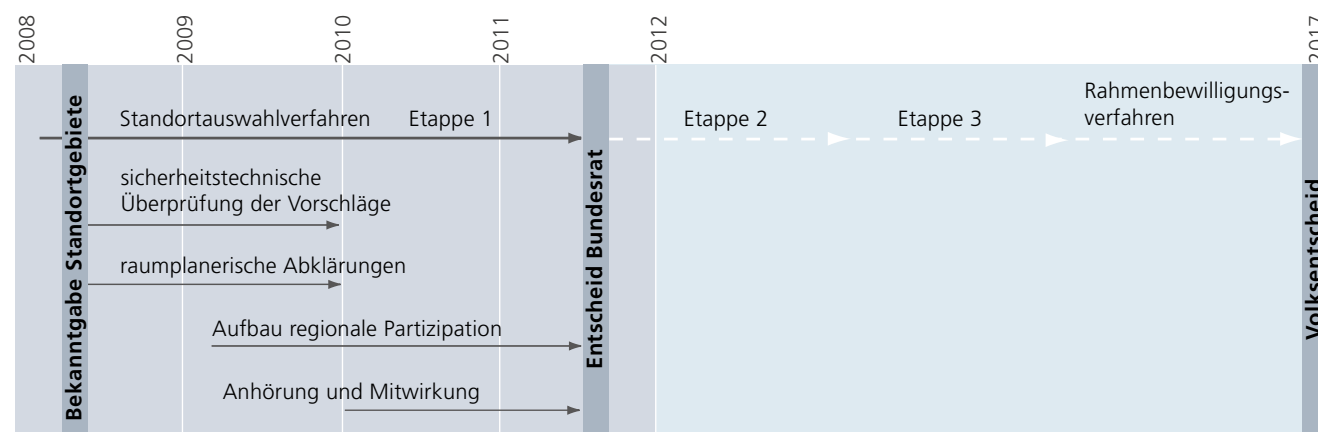 2008
2009
2010
2011
2012
2017
Bekanntgabe Standortgebiete
Standortauswahlverfahren
Etappe 1
sicherheitstechnische
Überprüfung der Vorschläge
raumplanerische Abklärungen
Aufbau regionale Partizipation
Anhörung und Mitwirkung
Entscheid Bundesrat
Etappe 2
Etappe 3
Rahmenbewilligungs-
verfahren
Volksentscheid